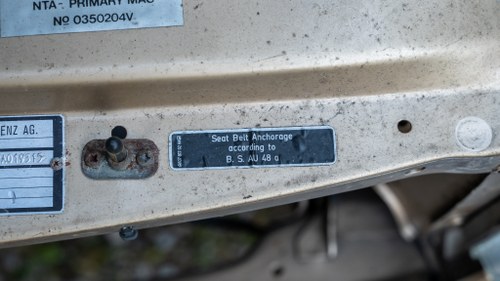 NTA-. PRIMARY MAC
No 0350204V.
ENZ AG.
Seat Belt Anchorage
according to
B. S. AU 48 a